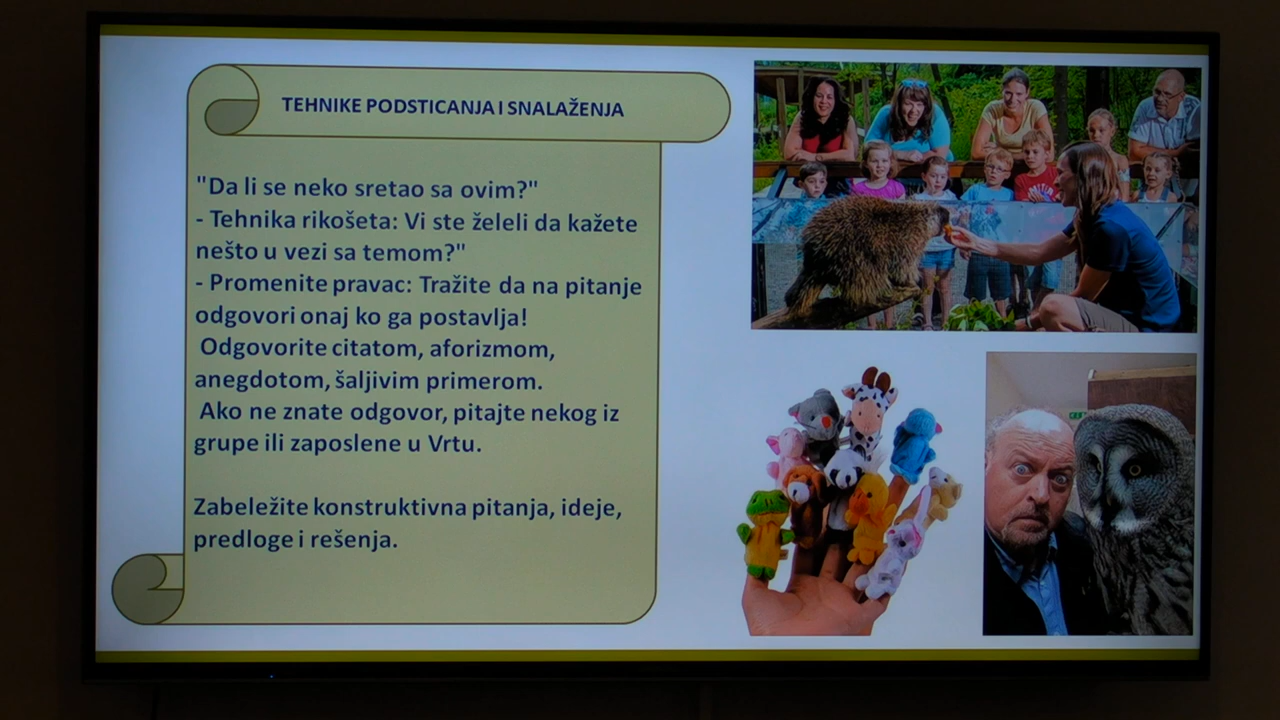 TEHNIKE PODSTICANJA I SNALAŽENJA
"Da li se neko sretao sa ovim?"
- Tehnika rikošeta: Vi ste želeli da kažete
nešto u vezi sa temom?"
- Promenite pravac: Tražite da na pitanje
odgovori onaj ko ga postavlja!
Odgovorite citatom, aforizmom,
anegdotom, šaljivim primerom.
Ako ne znate odgovor, pitajte nekog iz
grupe ili zaposlene u Vrtu.
Zabeležite konstruktivna pitanja, ideje,
predloge i rešenja.